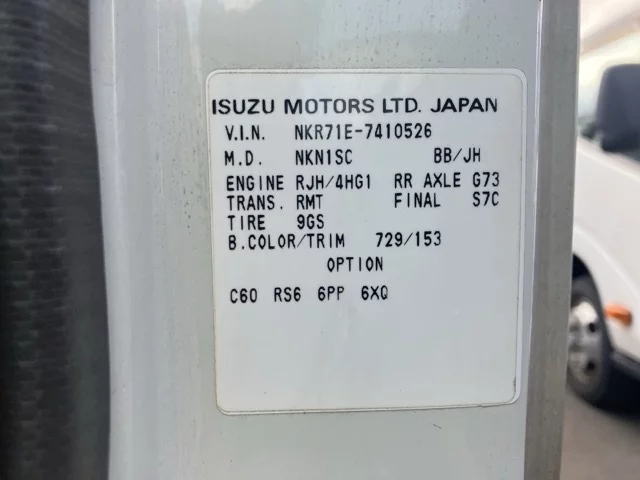 ISUZU MOTORS LTD. JAPAN
V.I.N. NKR71E-7410526
M.D. NKN1SC BB/JH
ENGINE RJH/4HG1 RR AXLE G73
TRANS. RMT FINAL S7C
TIRE 9GS
B.COLOR/TRIM 729/153
OPTION
C60 RS6 6PP 6XQ